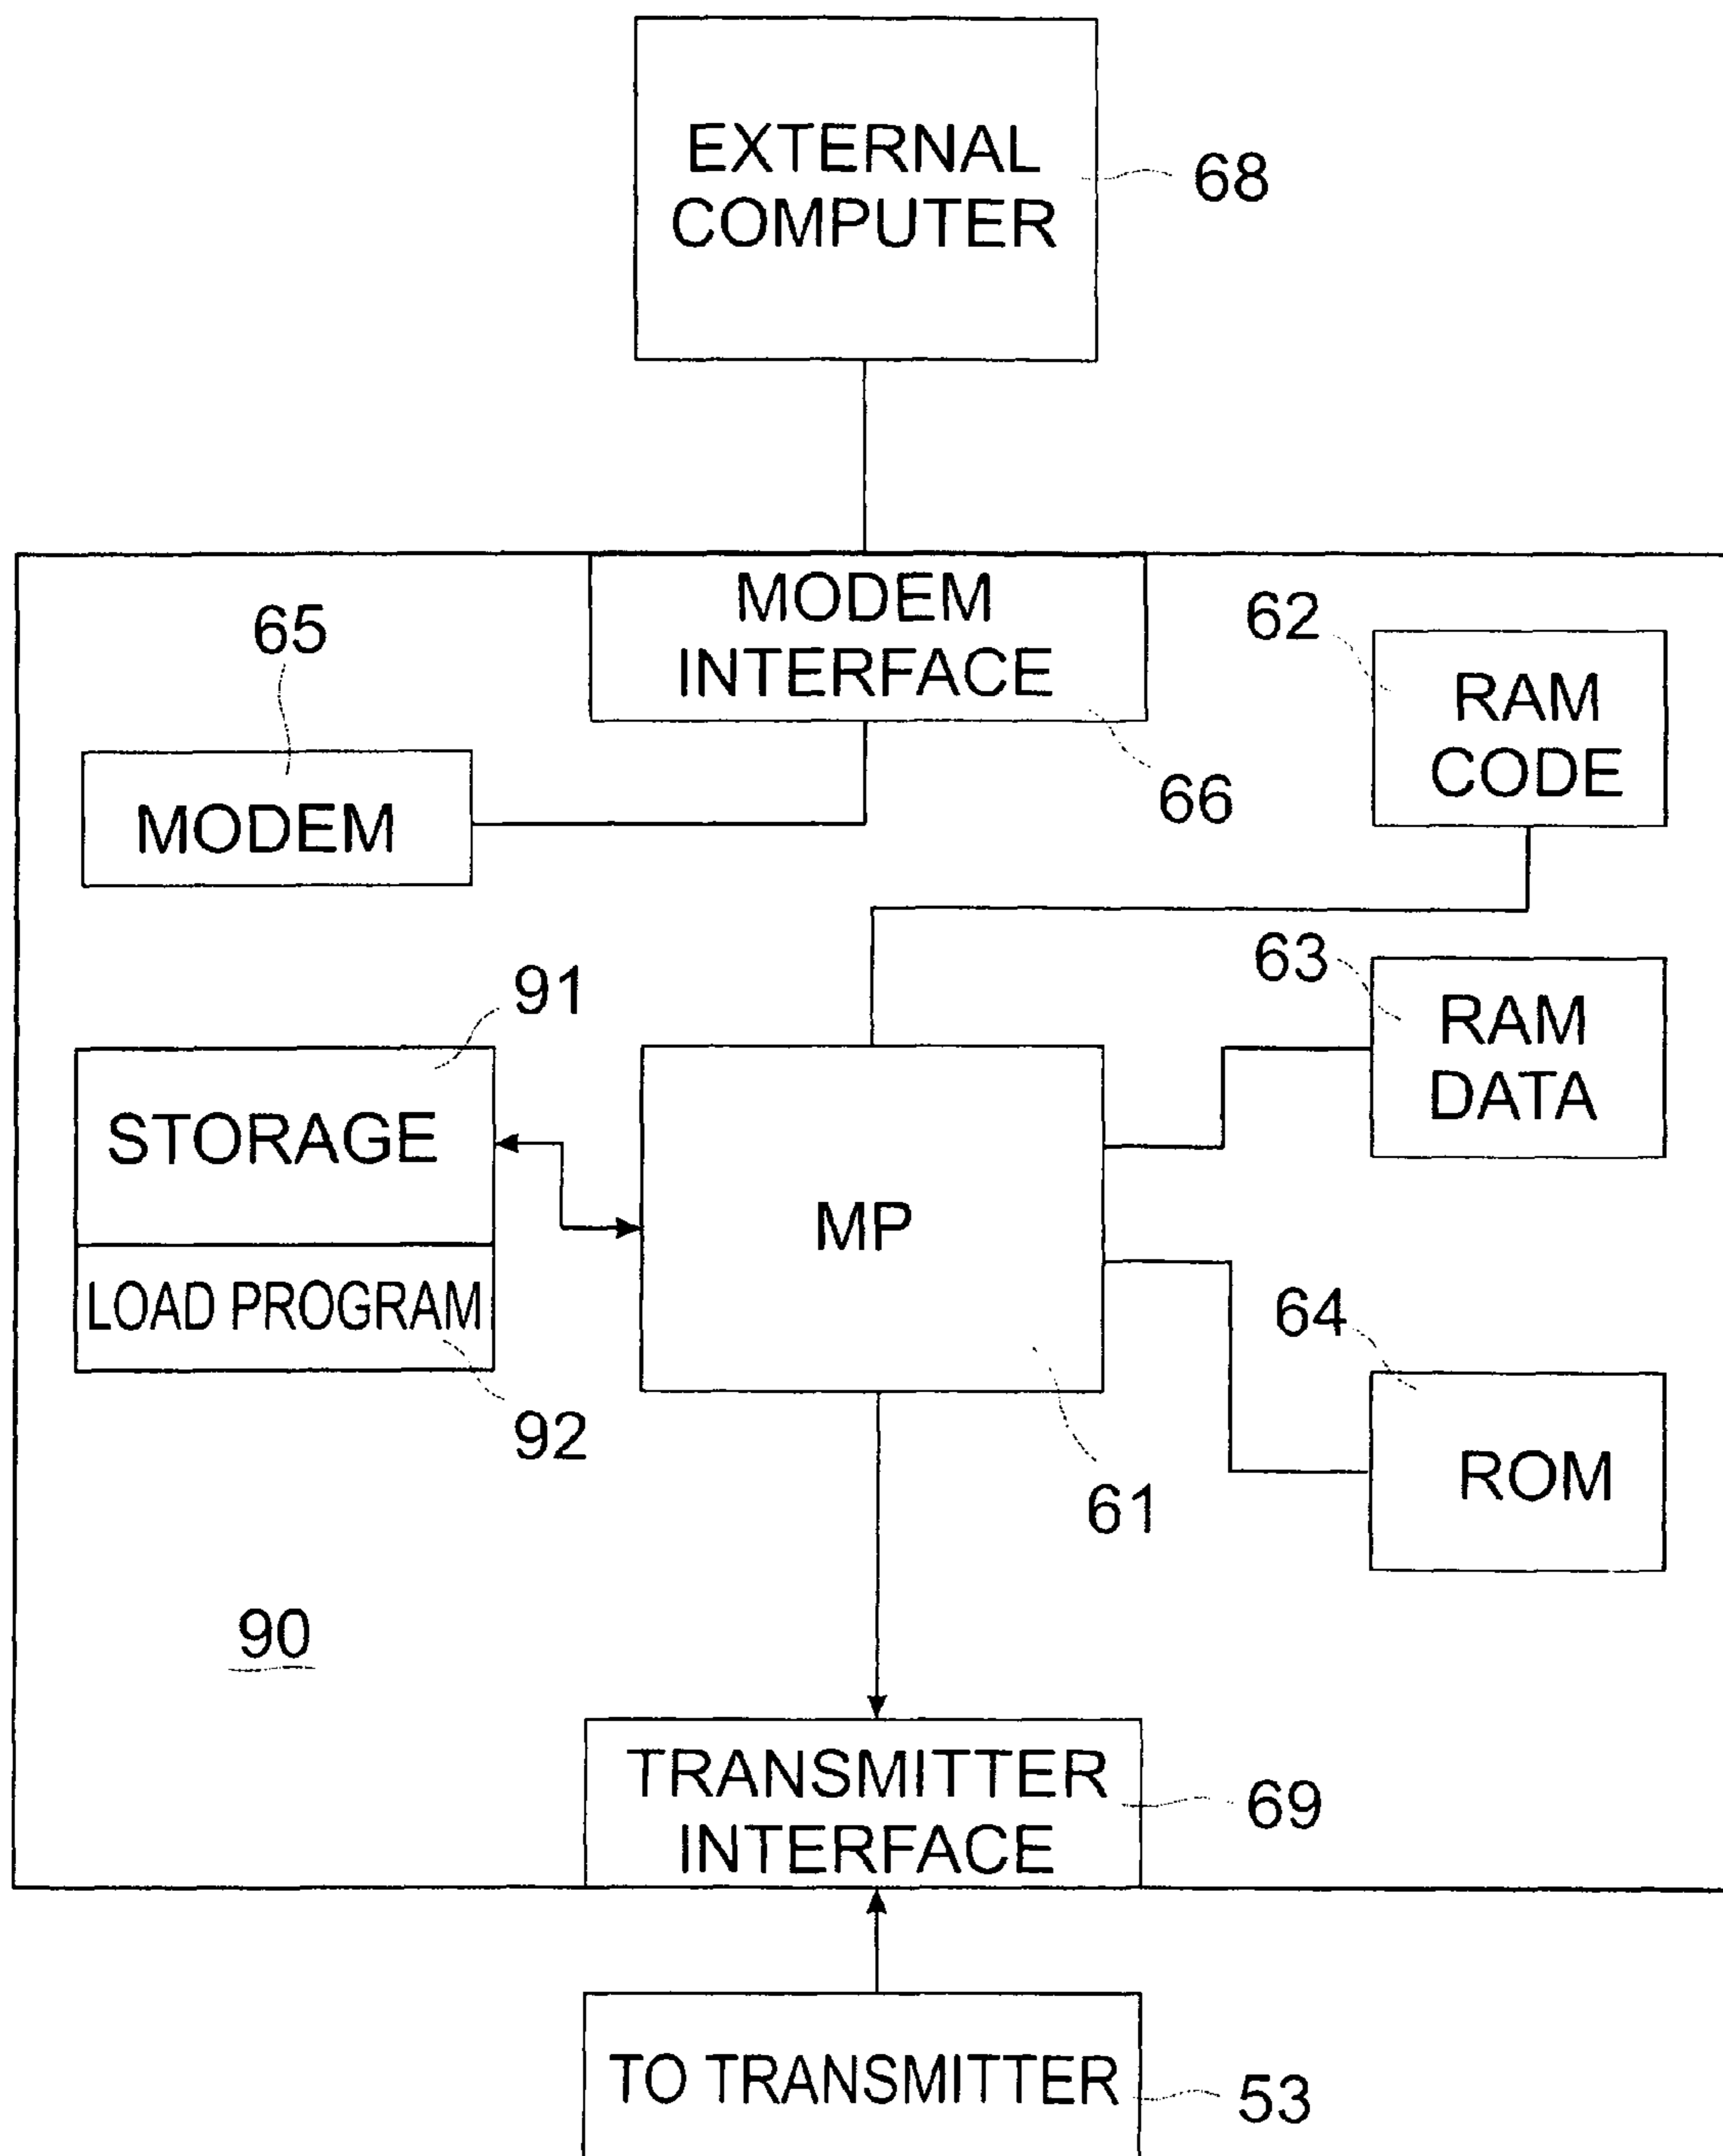 EXTERNAL
COMPUTER
68
MODEM
INTERFACE
66
65
MODEM
62
RAM
CODE
63
RAM
DATA
91
STORAGE
LOAD PROGRAM
92
MP
61
64
ROM
90
TRANSMITTER
INTERFACE
69
TO TRANSMITTER
53